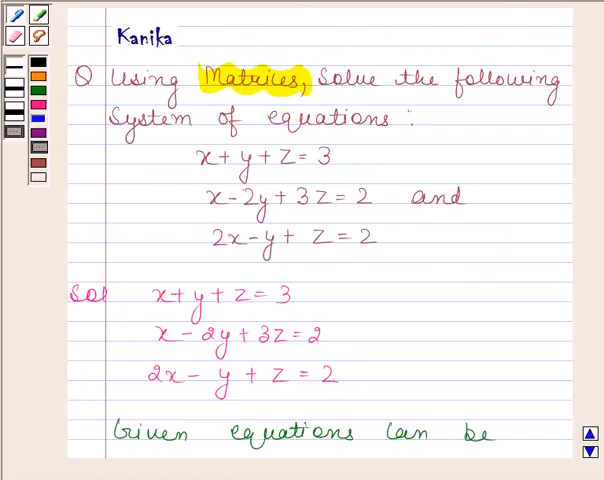 Kanika
Q Using Matrices, Solve the following
System of equations :
x + y + z = 3
x - 2y + 3z = 2 and
2x - y + z = 2
Sol x + y + z = 3
x - 2y + 3z = 2
2x - y + z = 2
Given equations can be